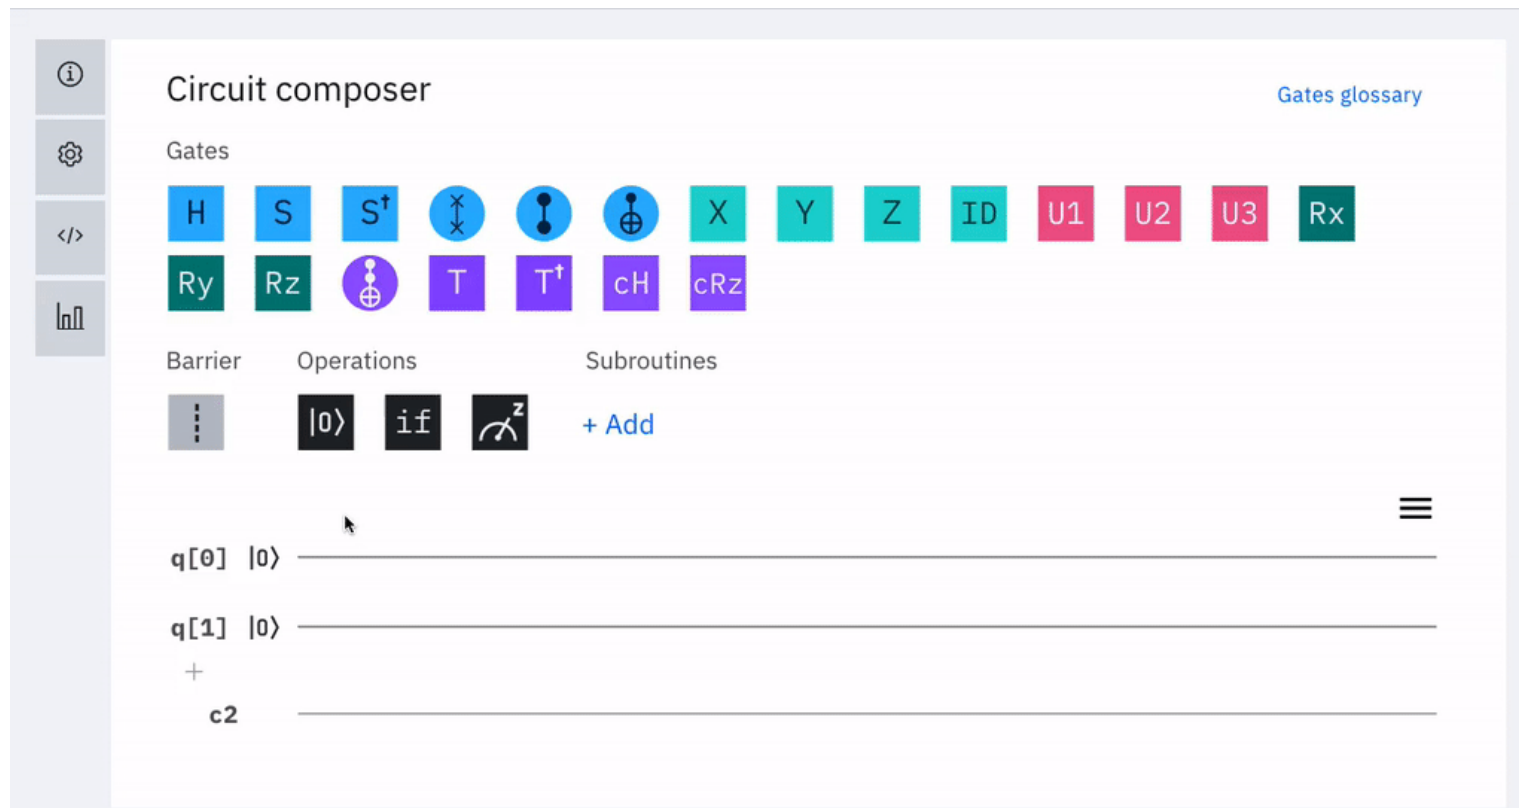 Circuit composer
Gates glossary
Gates
H S S† X Y Z ID U1 U2 U3 Rx
Ry Rz T T† cH cRz
Barrier Operations Subroutines
|0⟩ if z + Add
q[0] |0⟩
q[1] |0⟩
+
c2